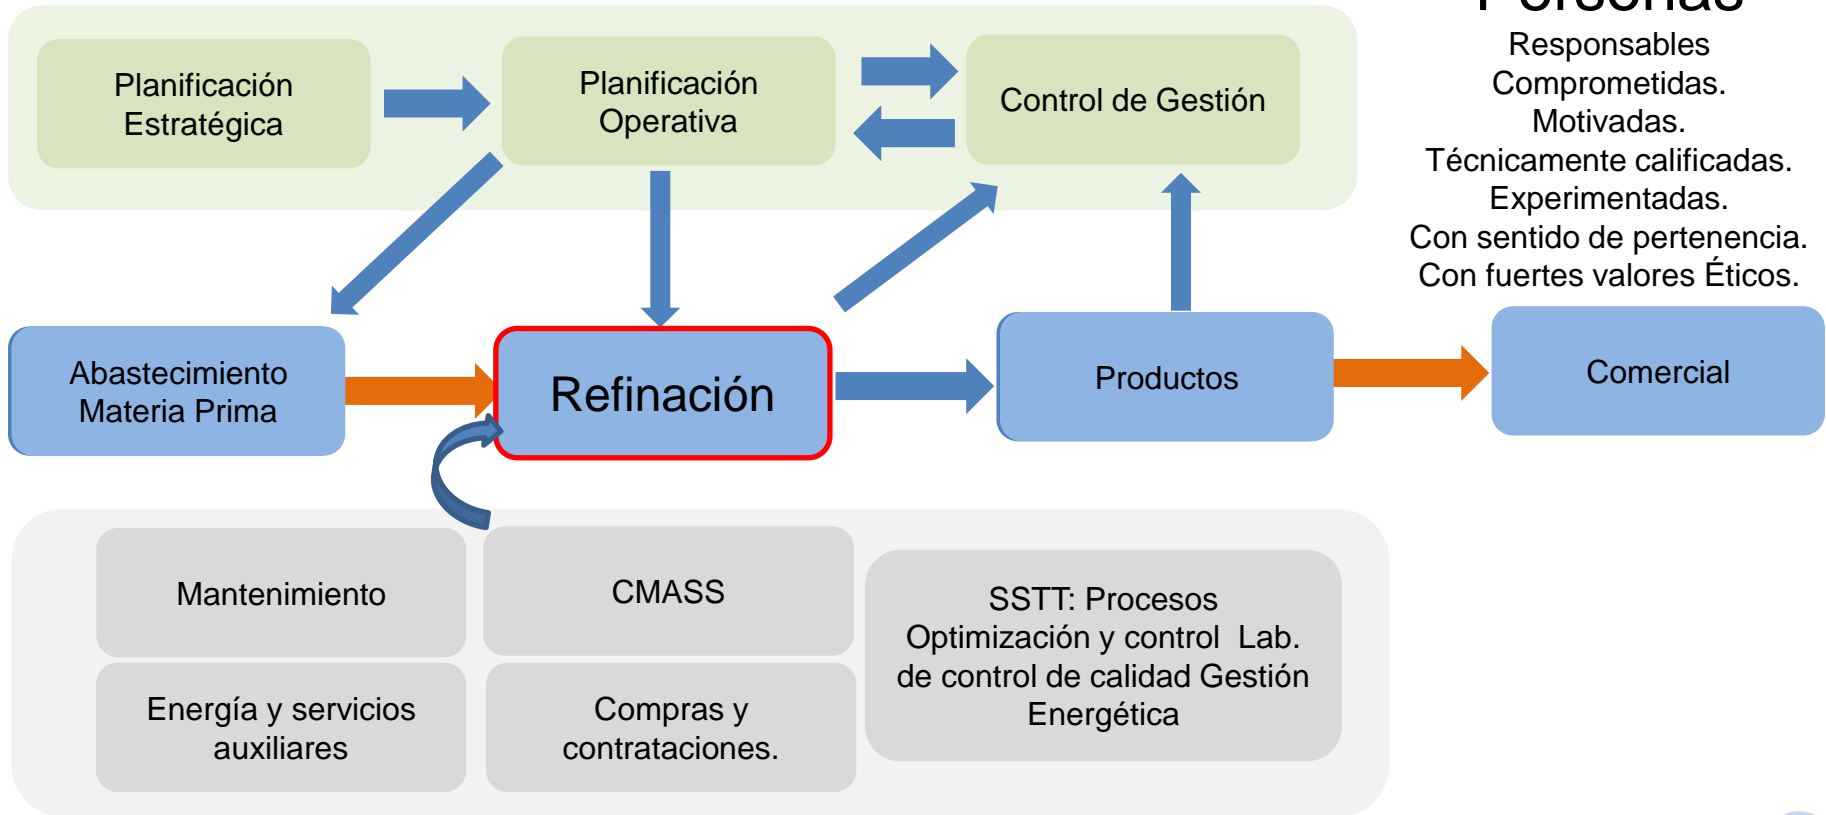 Personas
Responsables
Comprometidas.
Motivadas.
Técnicamente calificadas.
Experimentadas.
Con sentido de pertenencia.
Con fuertes valores Éticos.
Planificación
Estratégica
Planificación
Operativa
Control de Gestión
Abastecimiento
Materia Prima
Refinación
Productos
Comercial
Mantenimiento
CMASS
SSTT: Procesos
Optimización y control Lab.
de control de calidad Gestión
Energética
Energía y servicios
auxiliares
Compras y
contrataciones.